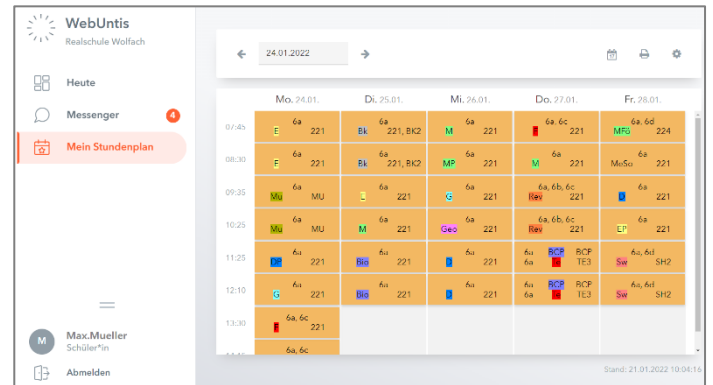 WebUntis
Realschule Wolfach
Heute
Messenger 4
Mein Stundenplan
M
Max.Mueller
Schüler*in
Abmelden
24.01.2022
Mo. 24.01. Di. 25.01. Mi. 26.01. Do. 27.01. Fr. 28.01.
07:45
6a 6a 6a 6a, 6c 6a, 6d
E 221 Bk 221, BK2 M 221 221 MFö 224
08:30
6a 6a 6a 6a 6a
E 221 Bk 221, BK2 MP 221 M 221 MoSo 221
09:35
6a 6a 6a 6a, 6b, 6c 6a
Mu MU E 221 G 221 Rev 221 D 221
10:25
6a 6a 6a 6a, 6b, 6c 6a
Mu MU M 221 Geo 221 Rev 221 EP 221
11:25
6a 6a 6a 6a BCP BCP 6a, 6d
DP 221 Bio 221 D 221 6a TE3 Sw SH2
12:10
6a 6a 6a 6a BCP BCP 6a, 6d
G 221 Bio 221 D 221 6a TE3 Sw SH2
13:30
6a, 6c
221
6a, 6c
Stand: 21.01.2022 10:04:16